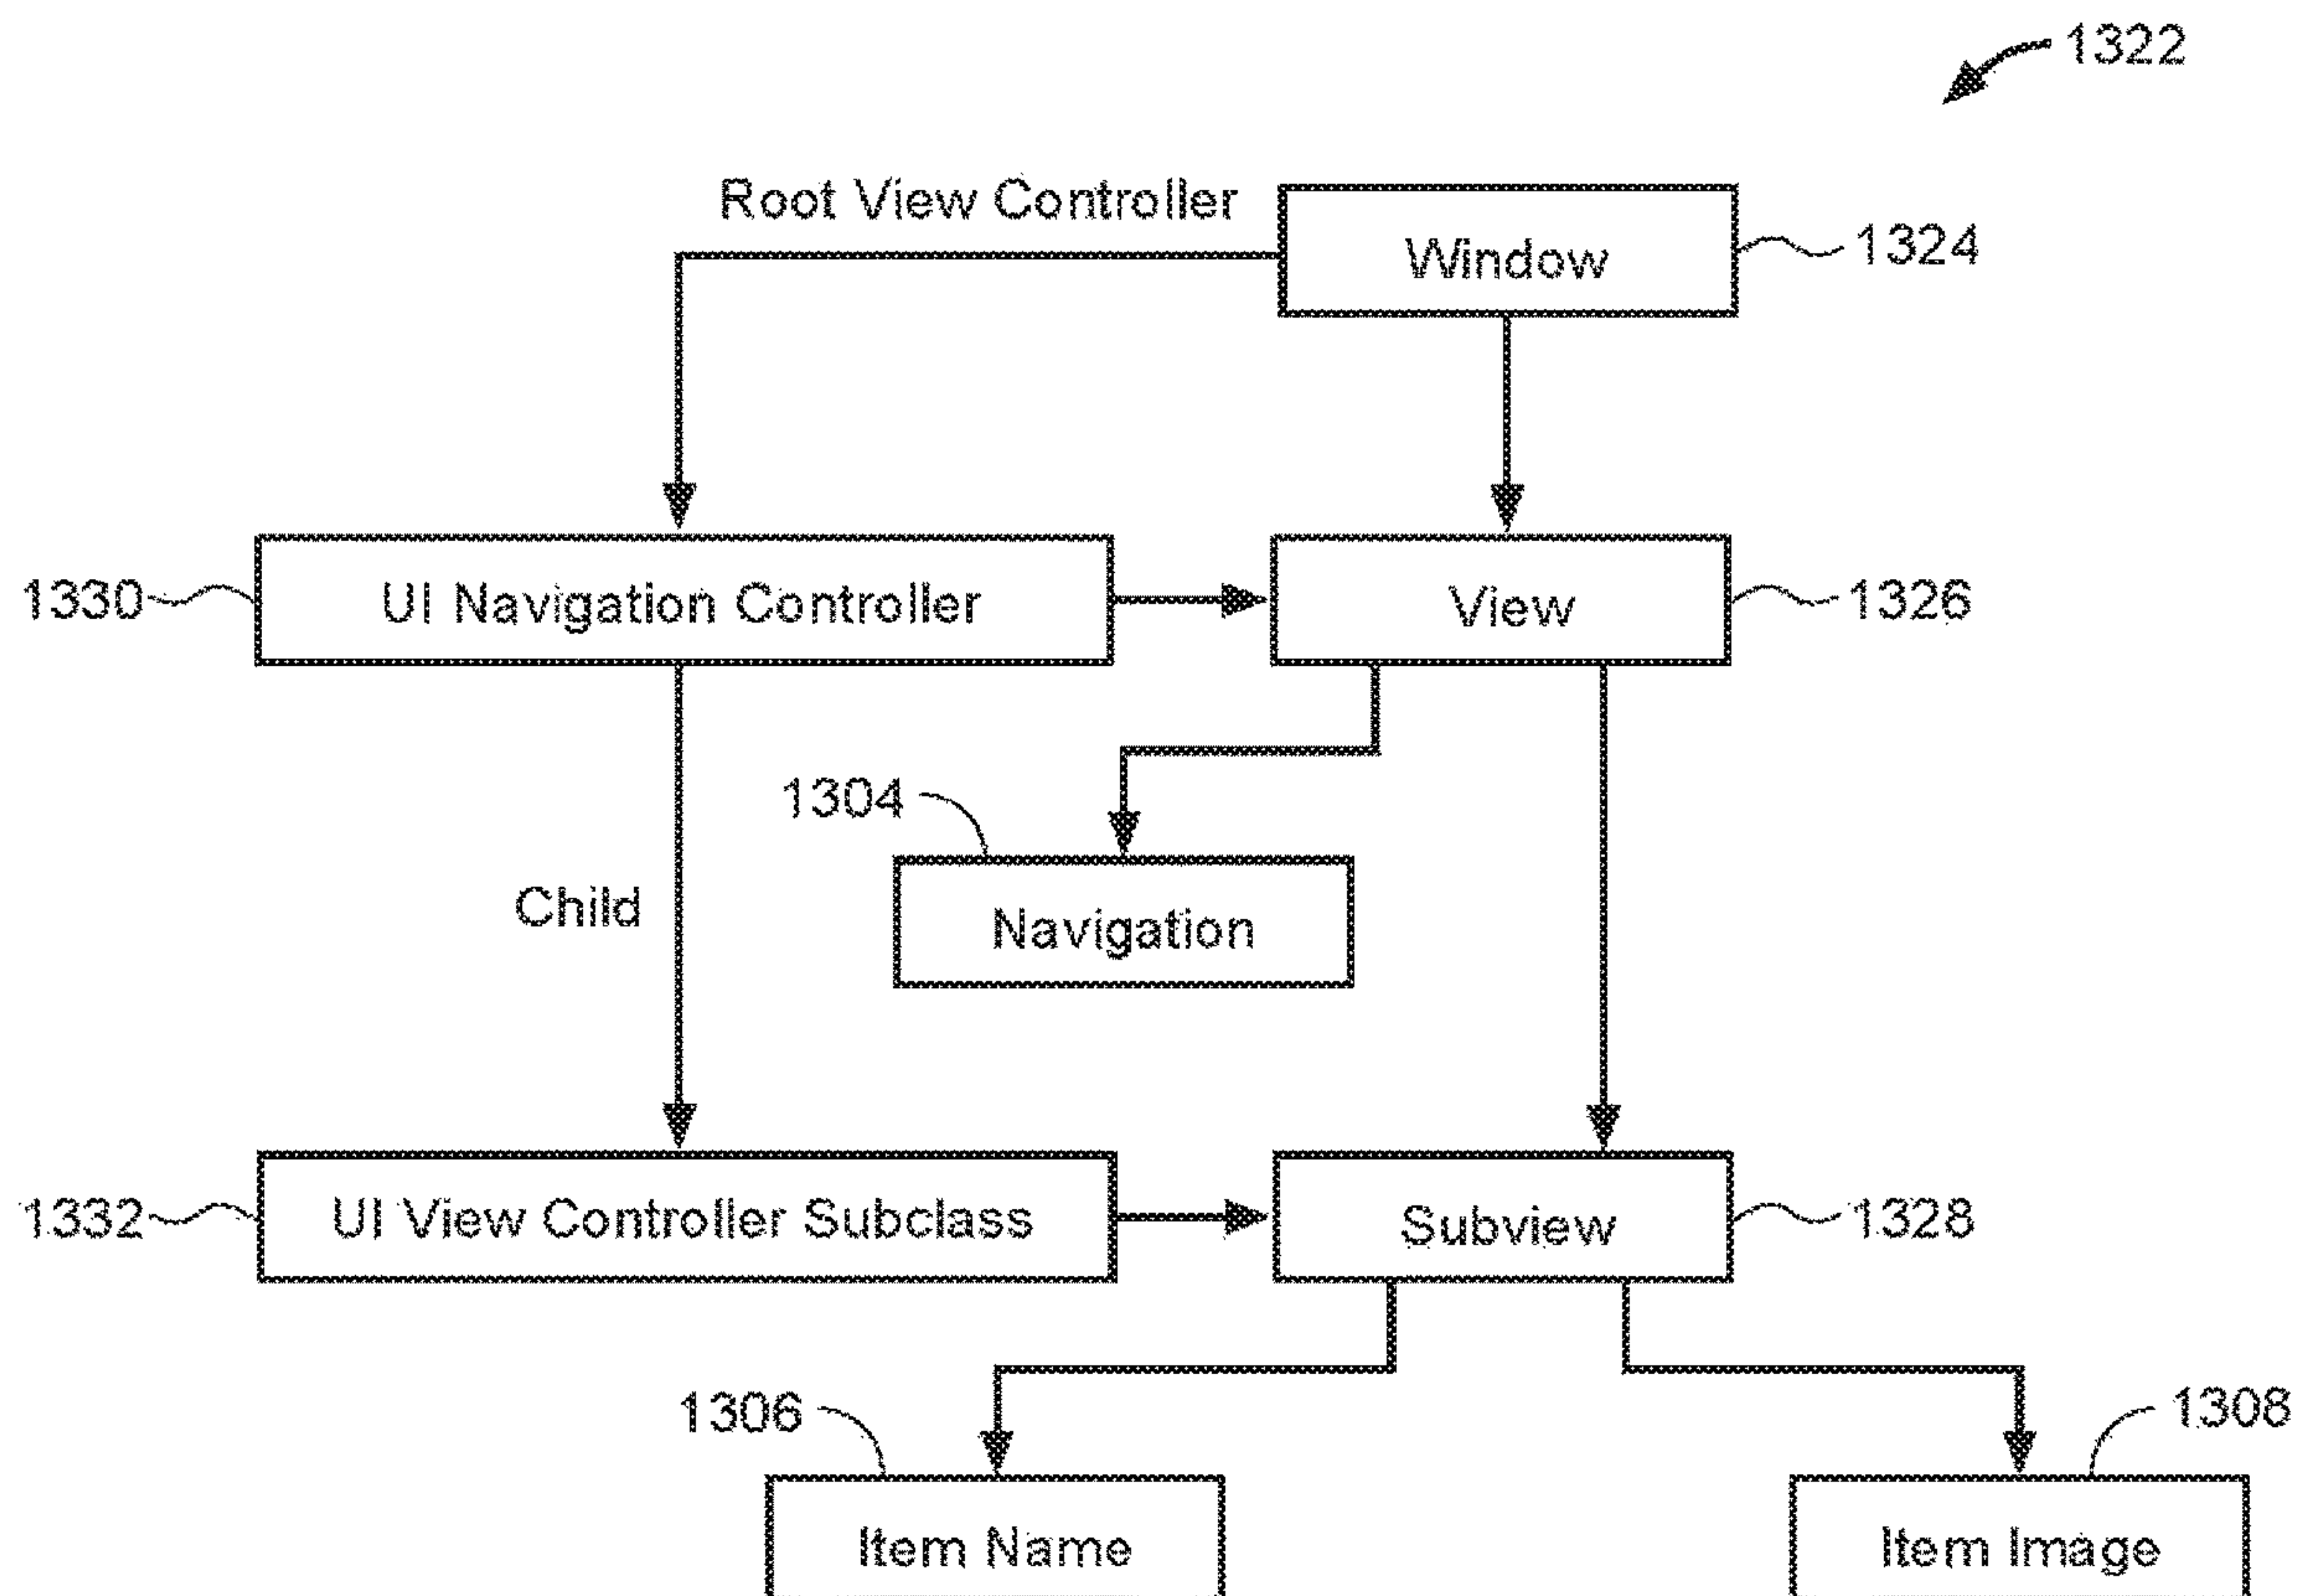 1322
Root View Controller
Window
1324
1330
UI Navigation Controller
View
1326
1304
Navigation
Child
1332
UI View Controller Subclass
Subview
1328
1306
1308
Item Name
Item Image